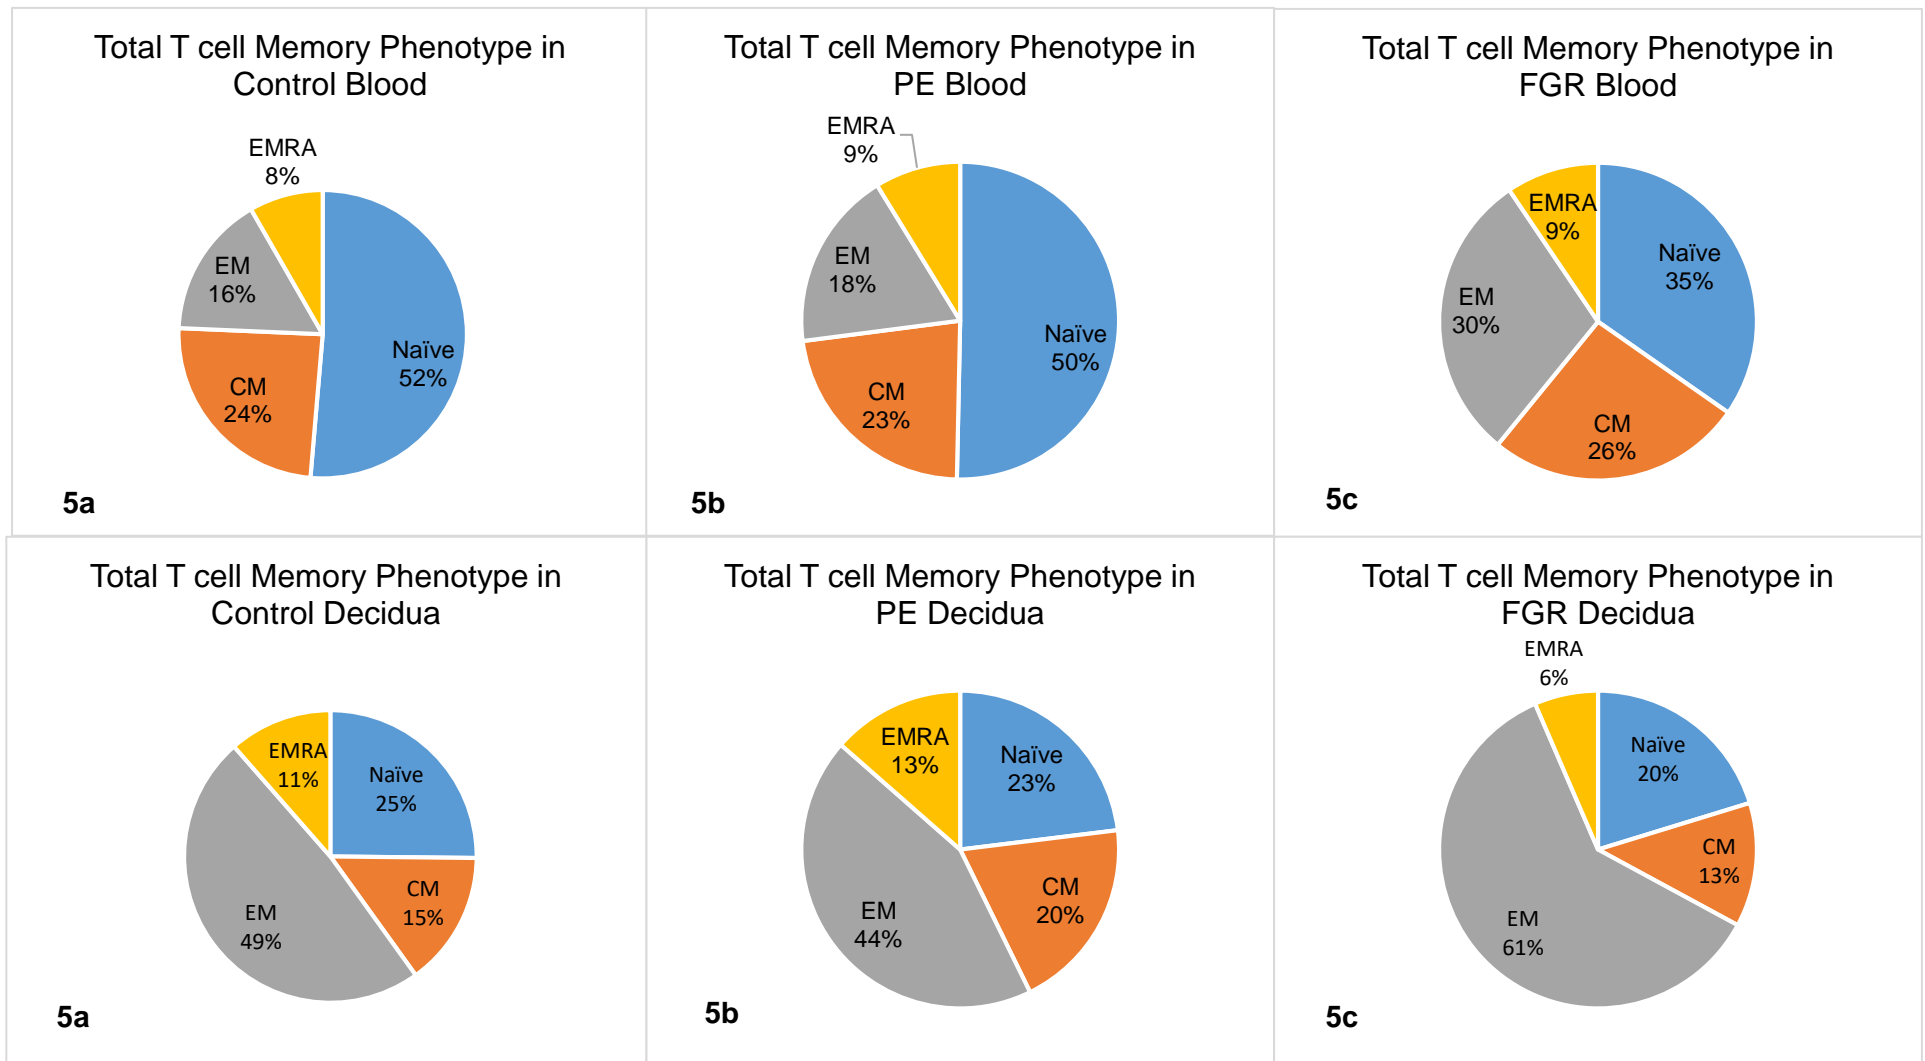 Total T cell Memory Phenotype in
Control Blood
EMRA
8%
EM
16%
Naïve
52%
CM
24%
5a
Total T cell Memory Phenotype in
PE Blood
EMRA
9%
EM
18%
Naïve
50%
CM
23%
5b
Total T cell Memory Phenotype in
FGR Blood
EMRA
9%
Naïve
35%
EM
30%
CM
26%
5c
Total T cell Memory Phenotype in
Control Decidua
EMRA
11%
Naïve
25%
CM
15%
EM
49%
5a
Total T cell Memory Phenotype in
PE Decidua
EMRA
13%
Naïve
23%
CM
20%
EM
44%
5b
Total T cell Memory Phenotype in
FGR Decidua
EMRA
6%
Naïve
20%
CM
13%
EM
61%
5c